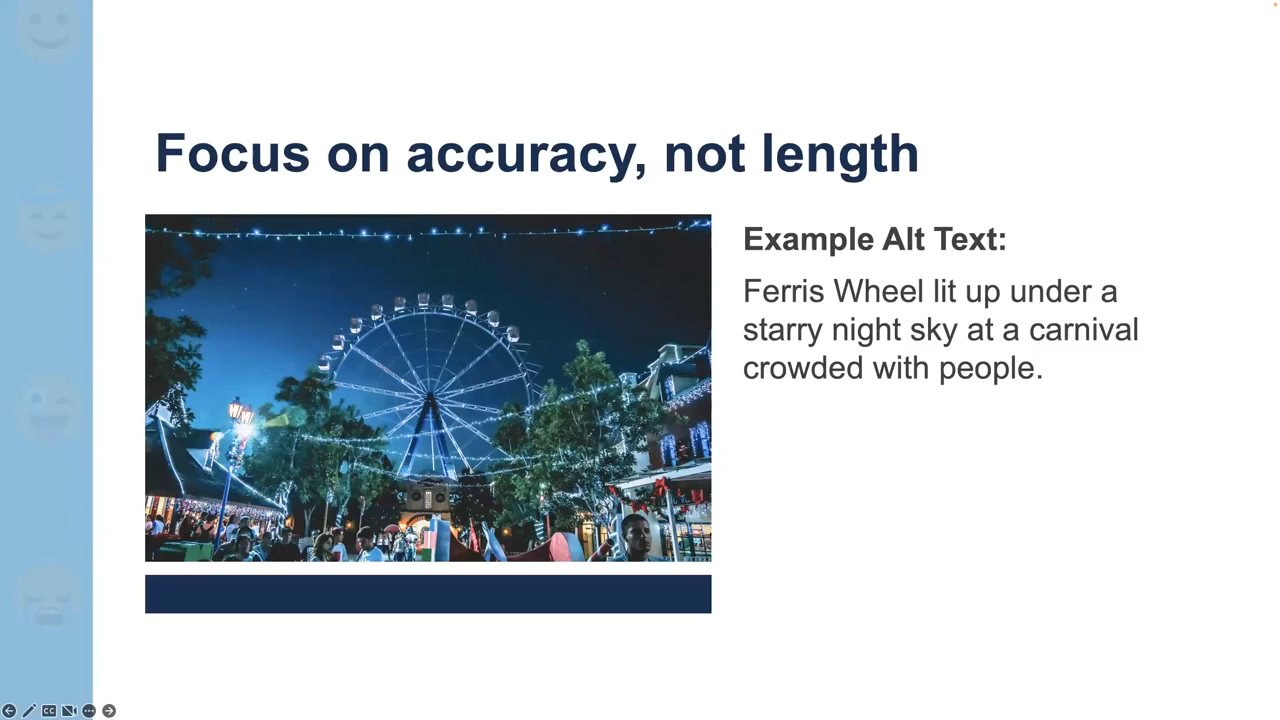 Focus on accuracy, not length
Example Alt Text:
Ferris Wheel lit up under a
starry night sky at a carnival
crowded with people.
CC